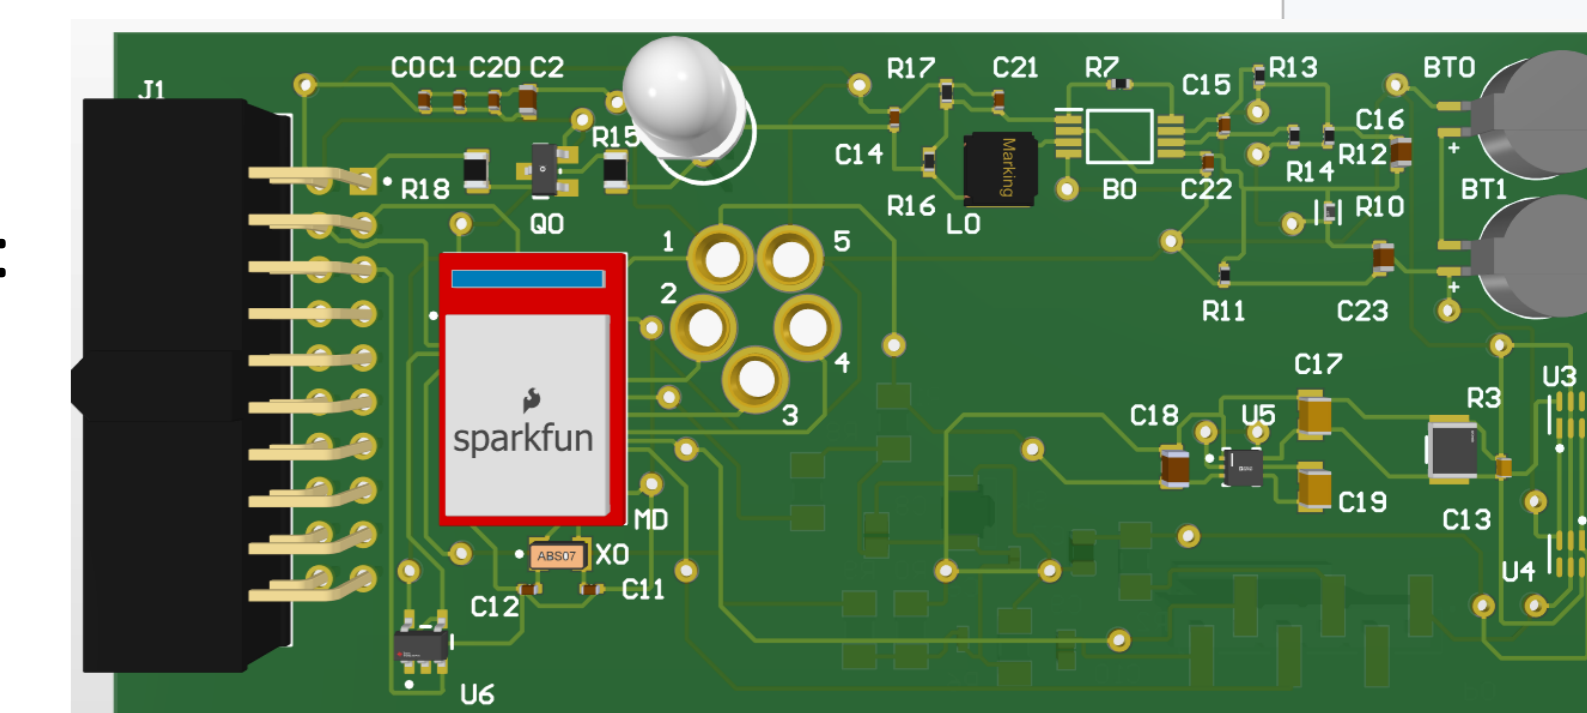 J1
C0 C1 C20 C2
R15
R18
Q0
R17
C21
R7
C15
R13
BT0
C14
Marking
C16
R14
R12
+
R16
L0
B0
C22
BT1
R10
1
5
2
4
3
R11
C23
+
sparkfun
MD
ABS07
X0
C12
C11
U6
C17
C18
U5
R3
U3
C19
C13
U4